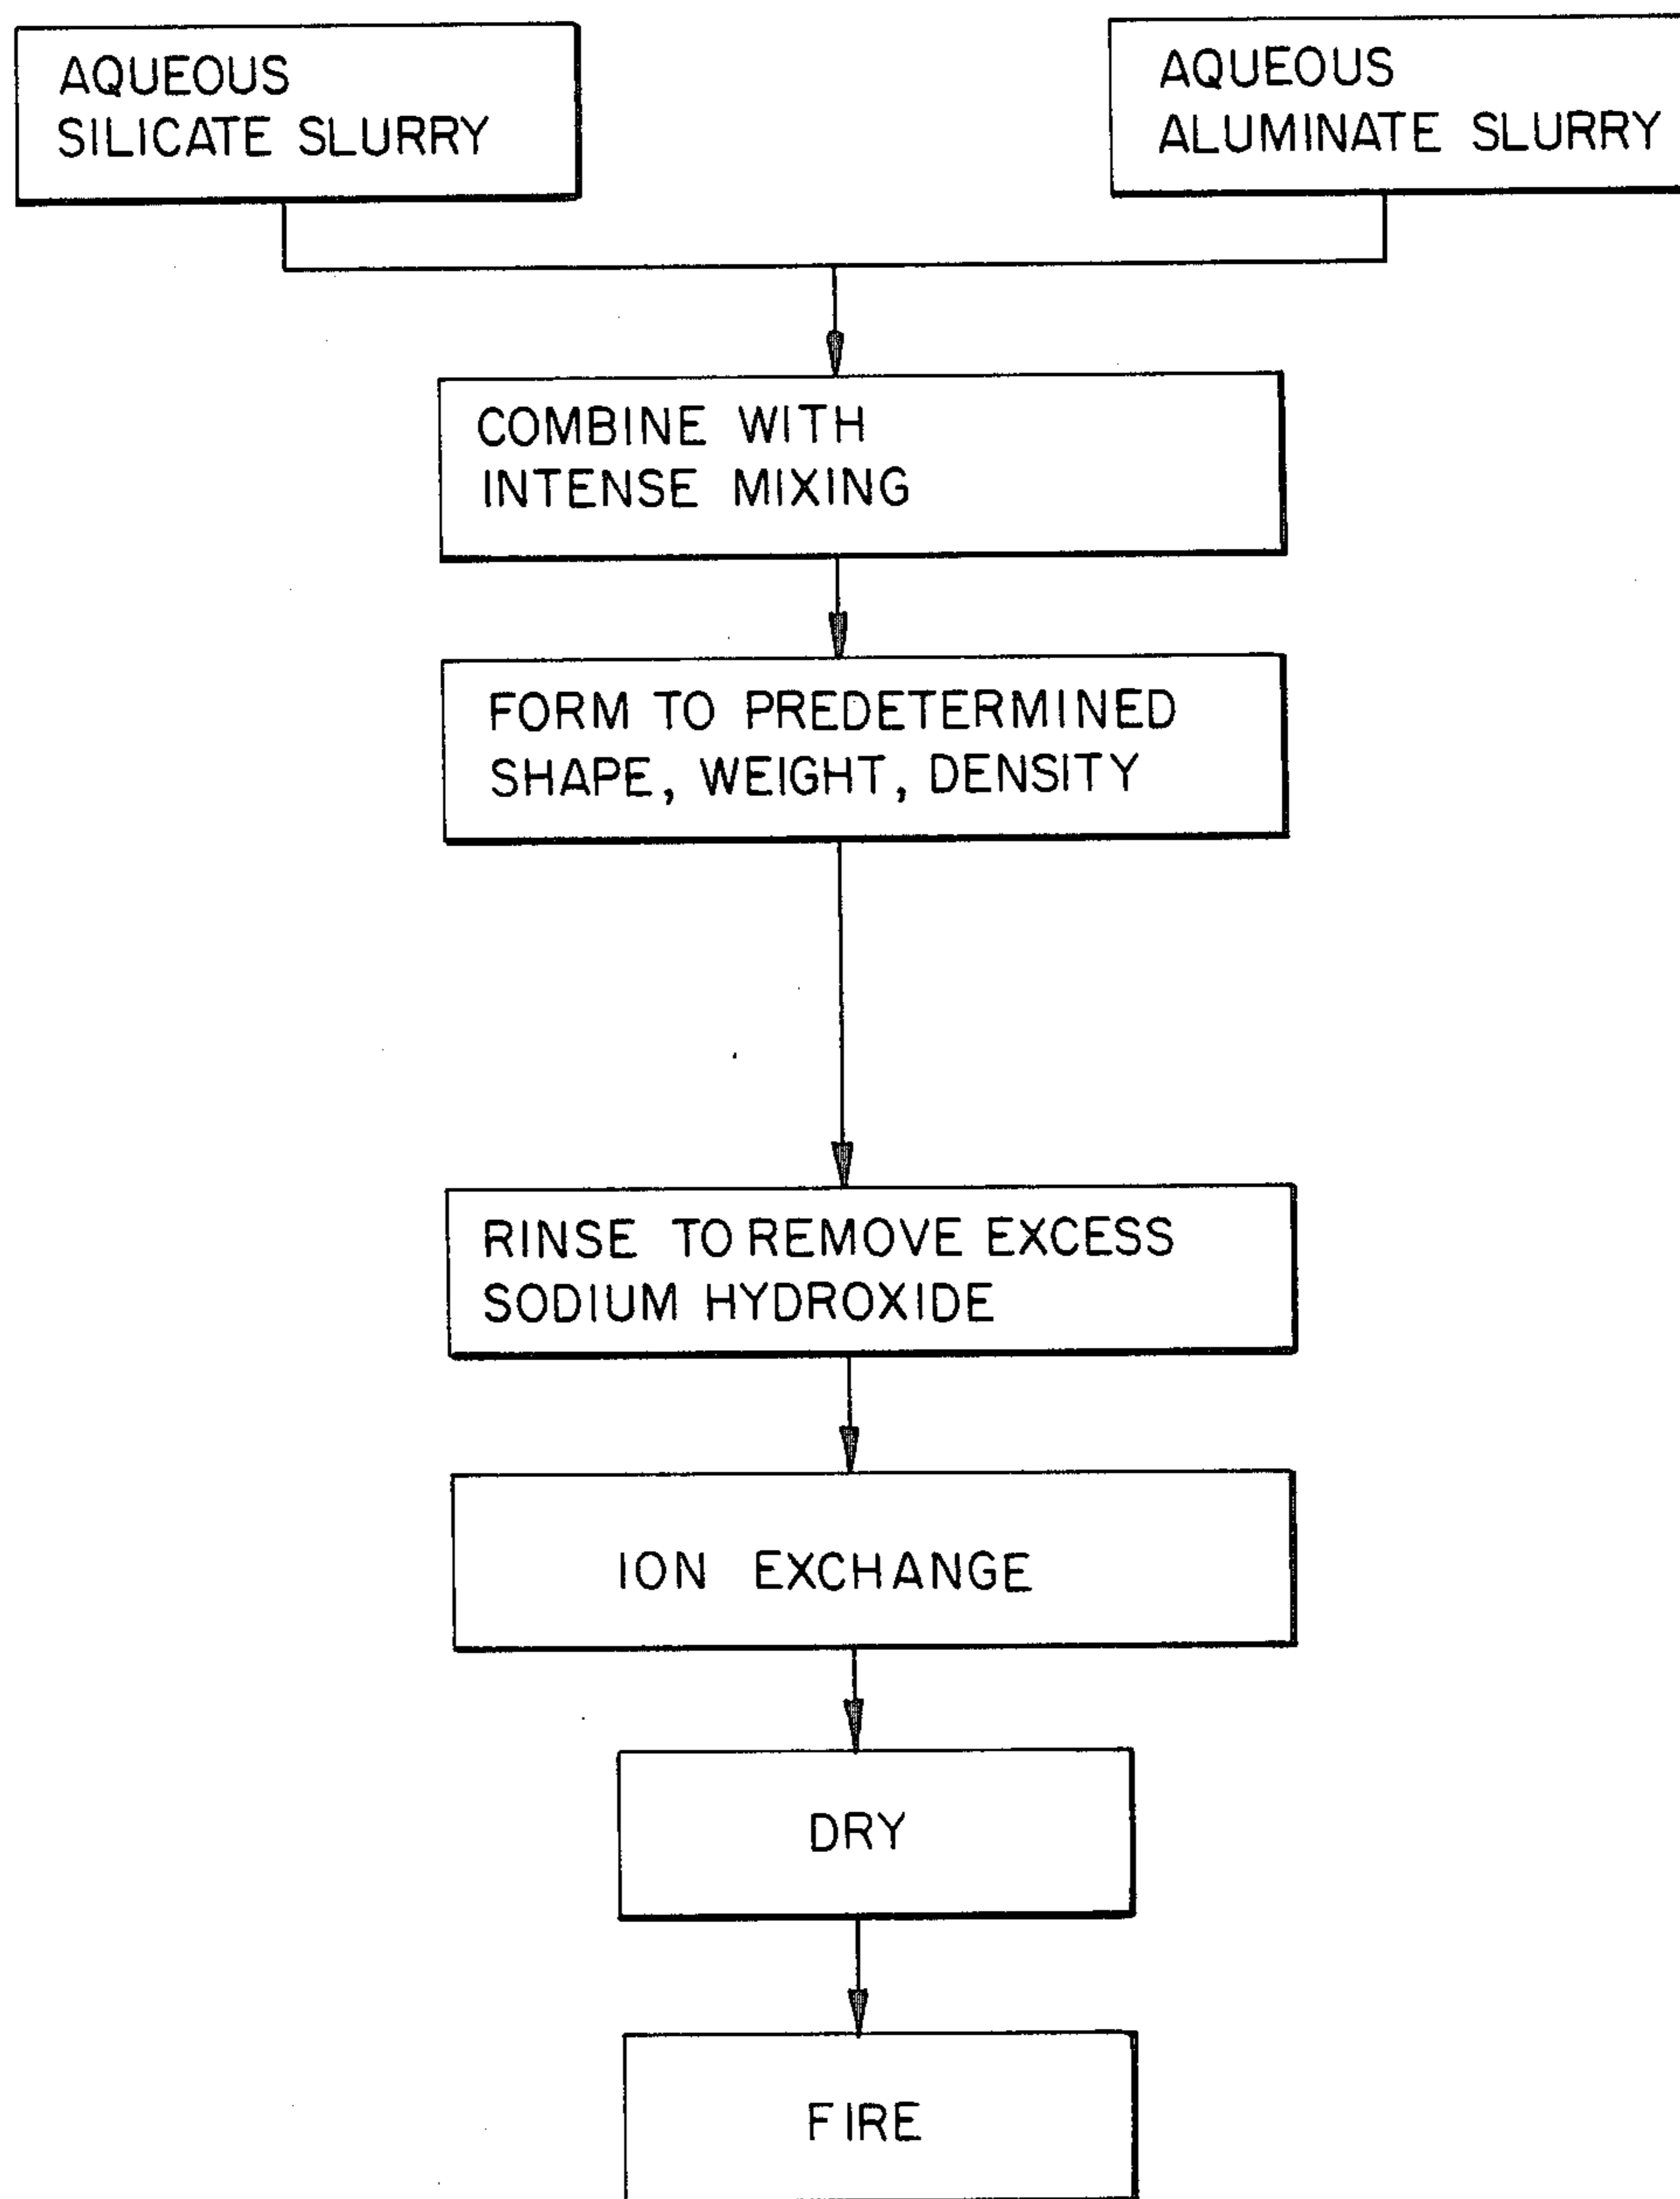 AQUEOUS
SILICATE SLURRY
AQUEOUS
ALUMINATE SLURRY
COMBINE WITH
INTENSE MIXING
FORM TO PREDETERMINED
SHAPE, WEIGHT, DENSITY
RINSE TO REMOVE EXCESS
SODIUM HYDROXIDE
ION EXCHANGE
DRY
FIRE